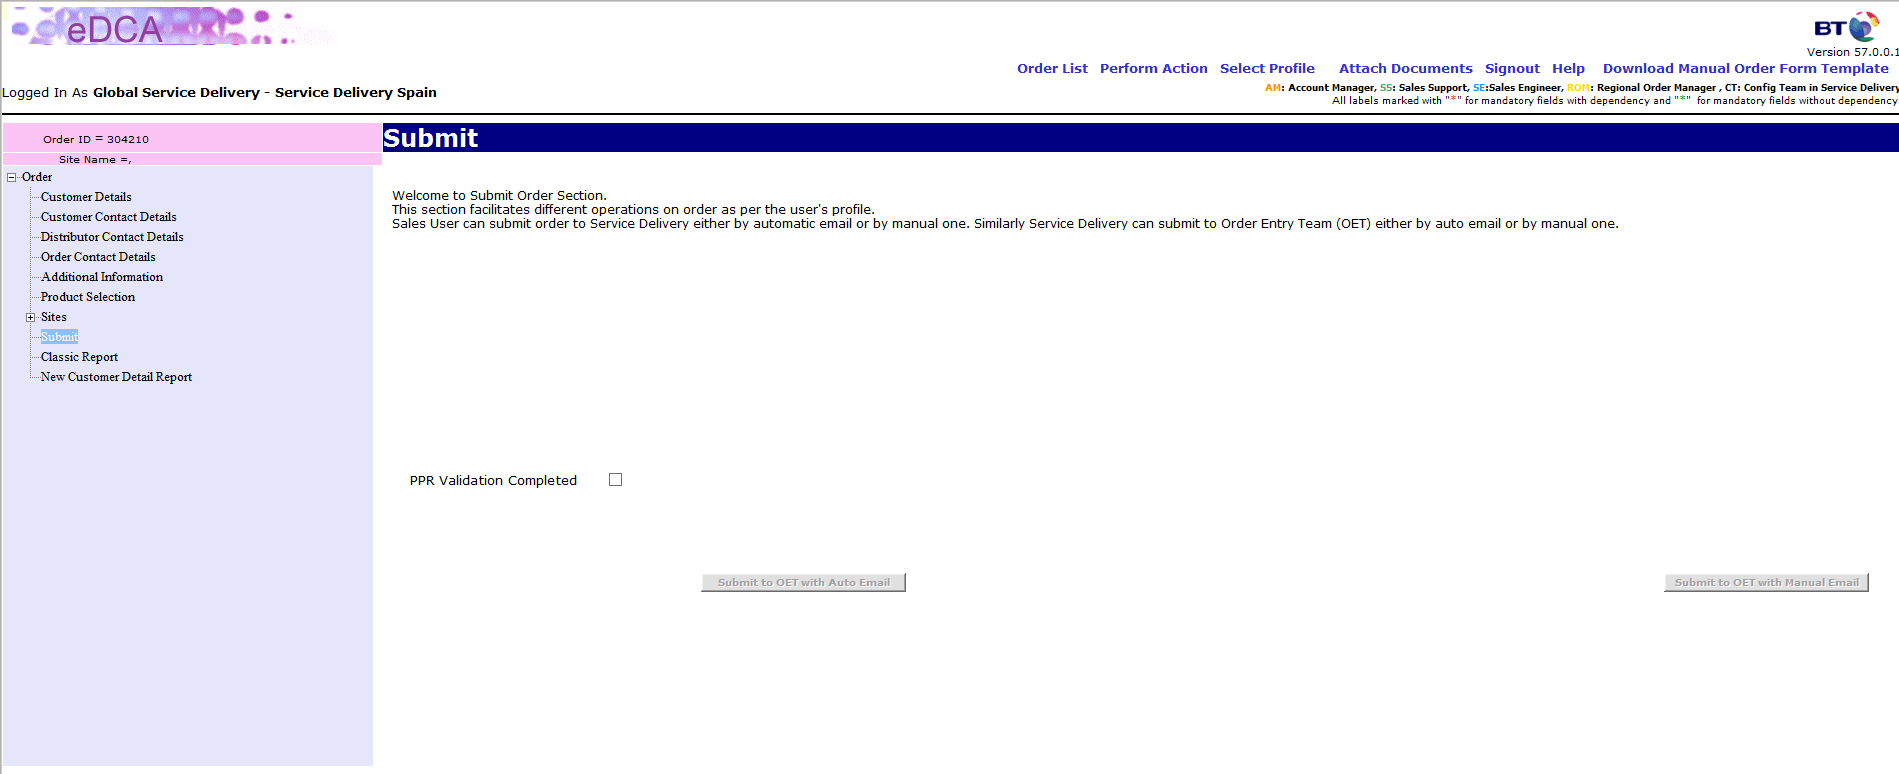 eDCA
BT
Version 57.0.0.1
Order List Perform Action Select Profile Attach Documents Signout Help Download Manual Order Form Template
Logged In As Global Service Delivery - Service Delivery Spain
AM: Account Manager, SS: Sales Support, SE:Sales Engineer, ROM: Regional Order Manager , CT: Config Team in Service Delivery
All labels marked with "*" for mandatory fields with dependency and "*" for mandatory fields without dependency
Order ID = 304210
Site Name =,
Submit
Order
Customer Details
Customer Contact Details
Distributor Contact Details
Order Contact Details
Additional Information
Product Selection
Sites
Submit
Classic Report
New Customer Detail Report
Welcome to Submit Order Section.
This section facilitates different operations on order as per the user's profile.
Sales User can submit order to Service Delivery either by automatic email or by manual one. Similarly Service Delivery can submit to Order Entry Team (OET) either by auto email or by manual one.
PPR Validation Completed
Submit to OET with Auto Email
Submit to OET with Manual Email